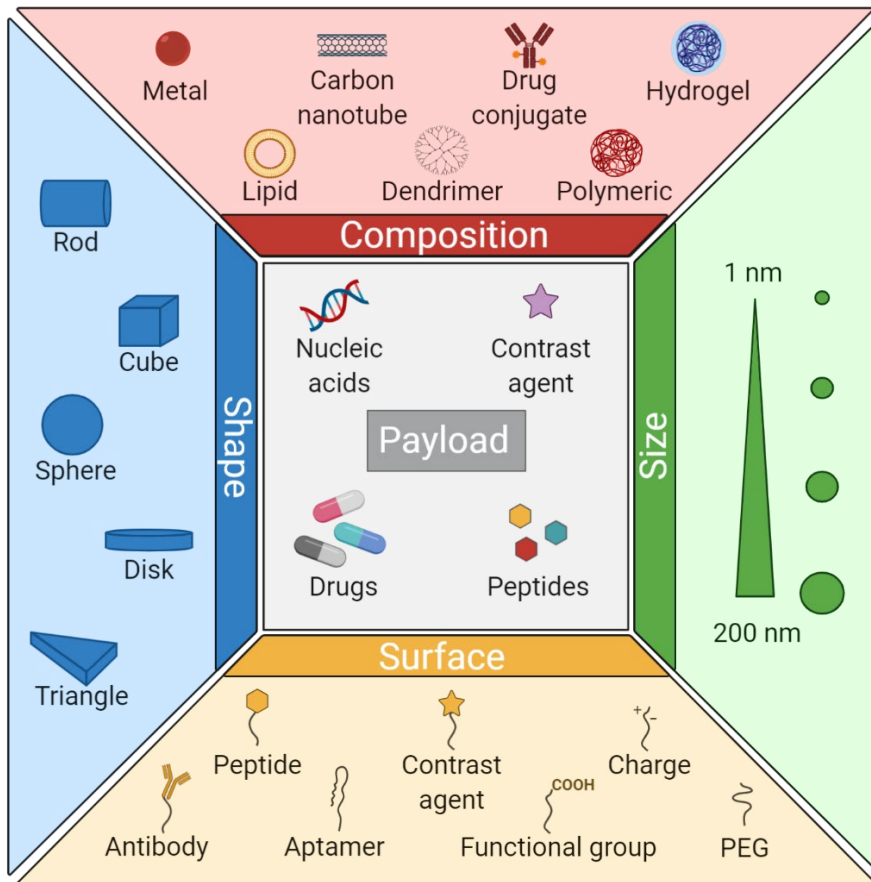 Metal
Carbon
nanotube
Drug
conjugate
Hydrogel
Lipid
Dendrimer
Polymeric
Composition
Rod
Cube
Sphere
Disk
Triangle
Shape
Nucleic
acids
Contrast
agent
Payload
Drugs
Peptides
Size
1 nm
200 nm
Surface
Peptide
Contrast
agent
+
−
Charge
Antibody
Aptamer
COOH
Functional group
PEG